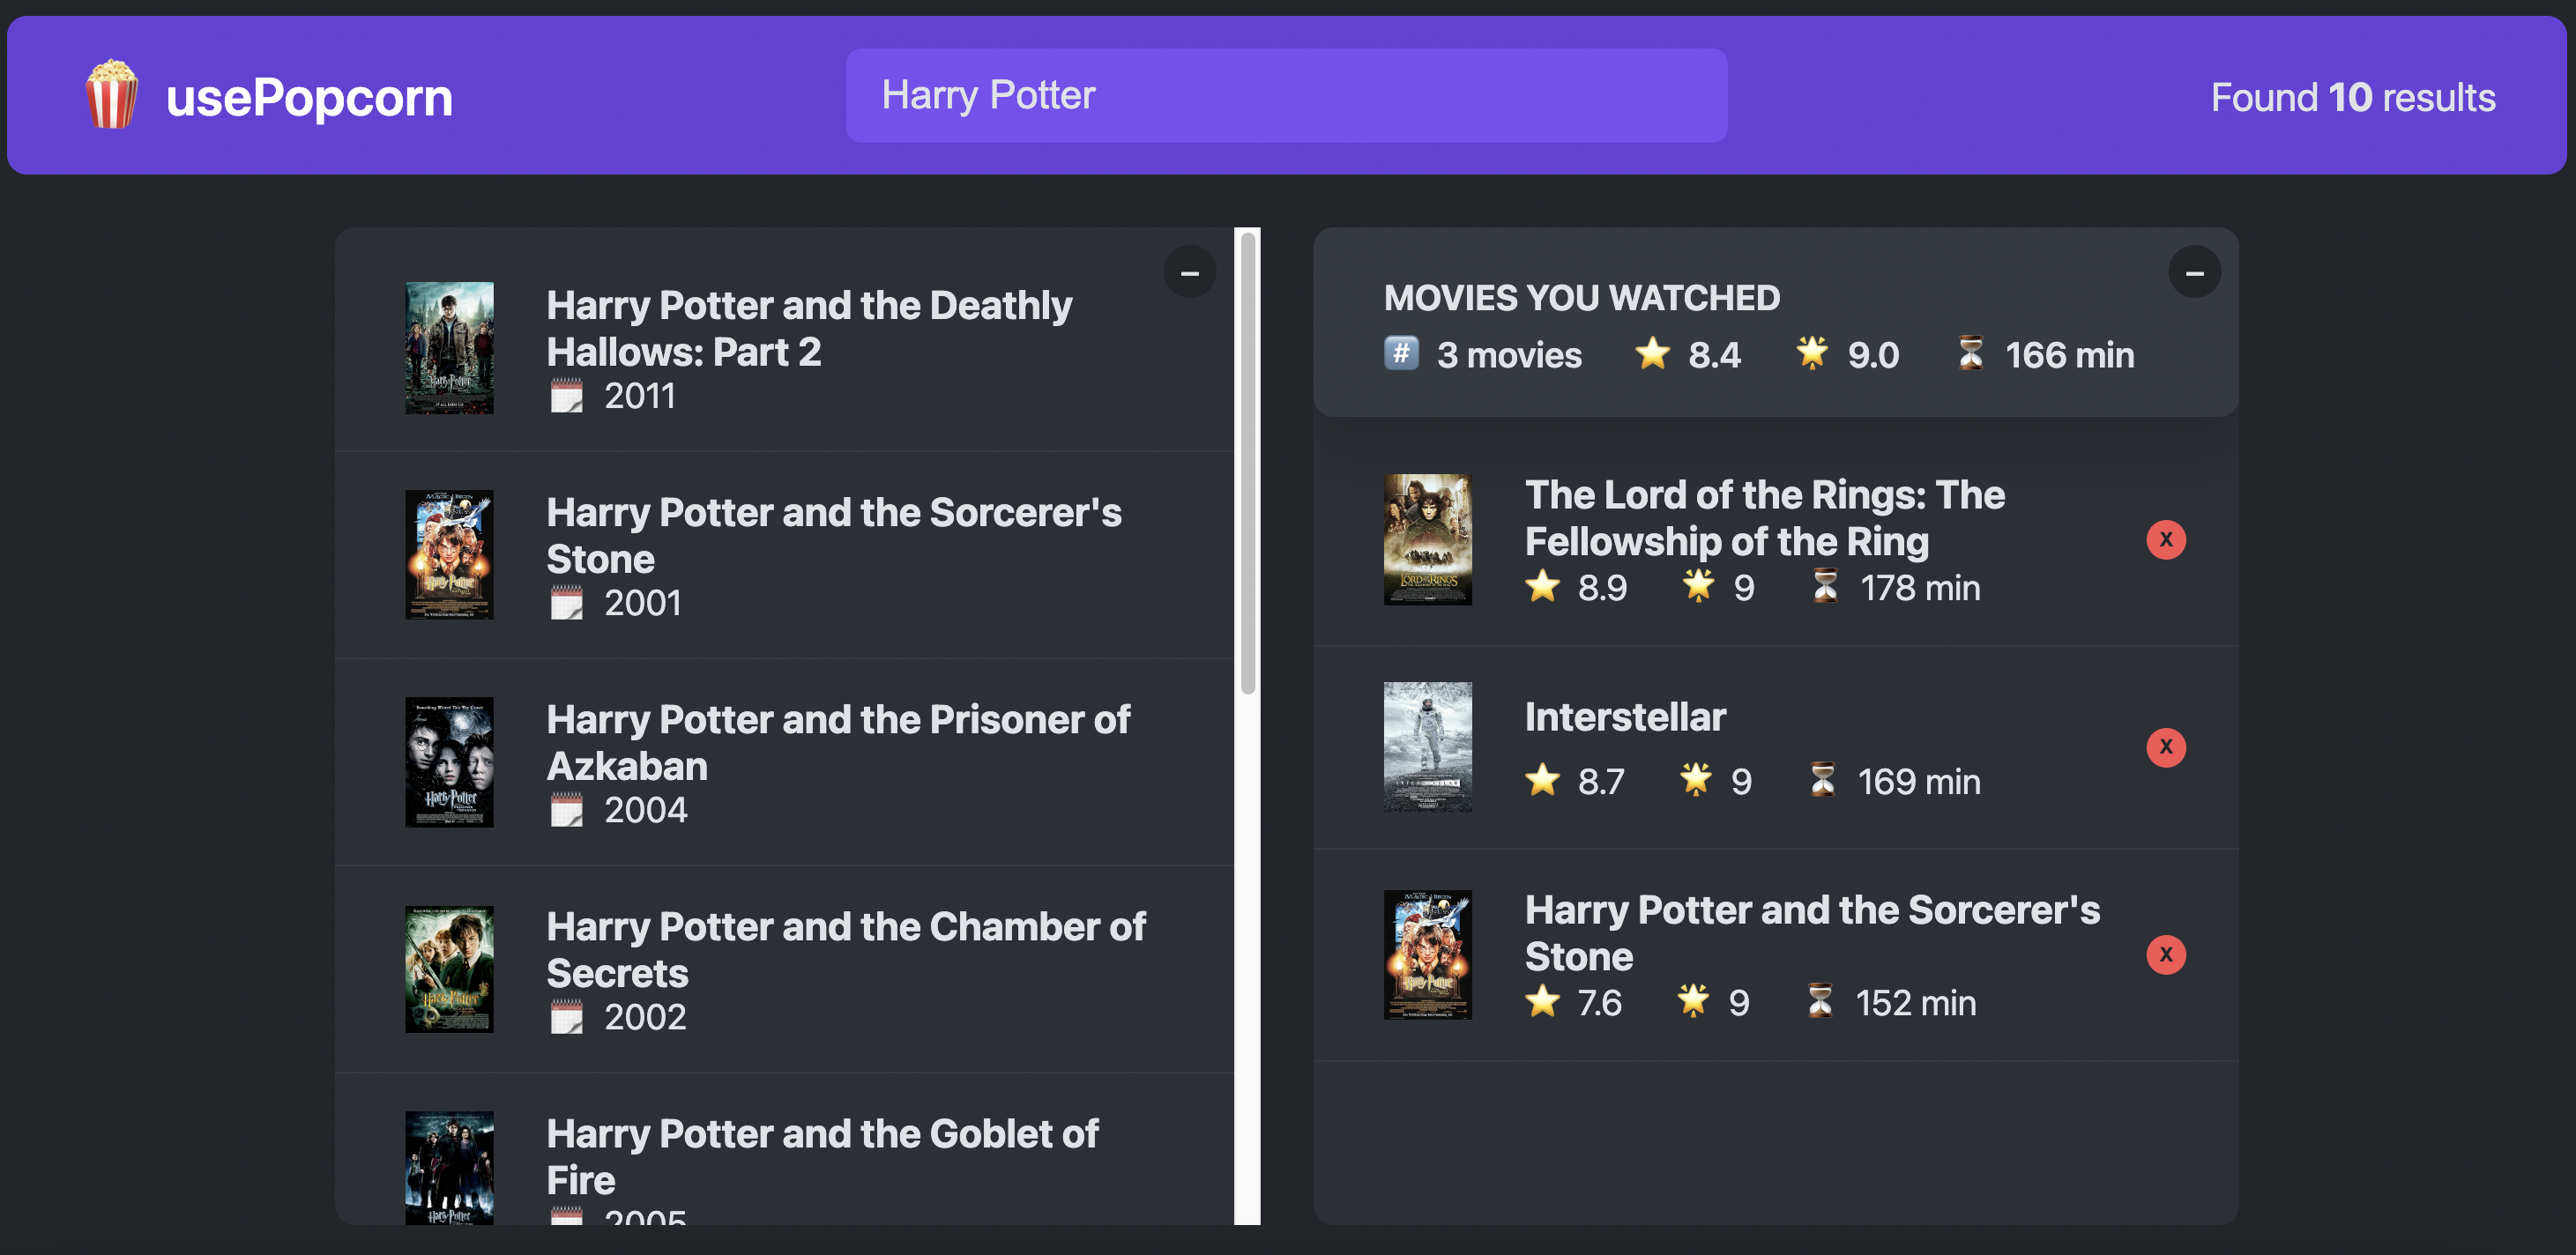 usePopcorn
Harry Potter
Found 10 results
–
Harry Potter and the Deathly
Hallows: Part 2
2011
Harry Potter and the Sorcerer's
Stone
2001
Harry Potter and the Prisoner of
Azkaban
2004
Harry Potter and the Chamber of
Secrets
2002
Harry Potter and the Goblet of
Fire
2005
–
MOVIES YOU WATCHED
# 3 movies 8.4 9.0 166 min
The Lord of the Rings: The
Fellowship of the Ring
8.9 9 178 min
X
Interstellar
8.7 9 169 min
X
Harry Potter and the Sorcerer's
Stone
7.6 9 152 min
X